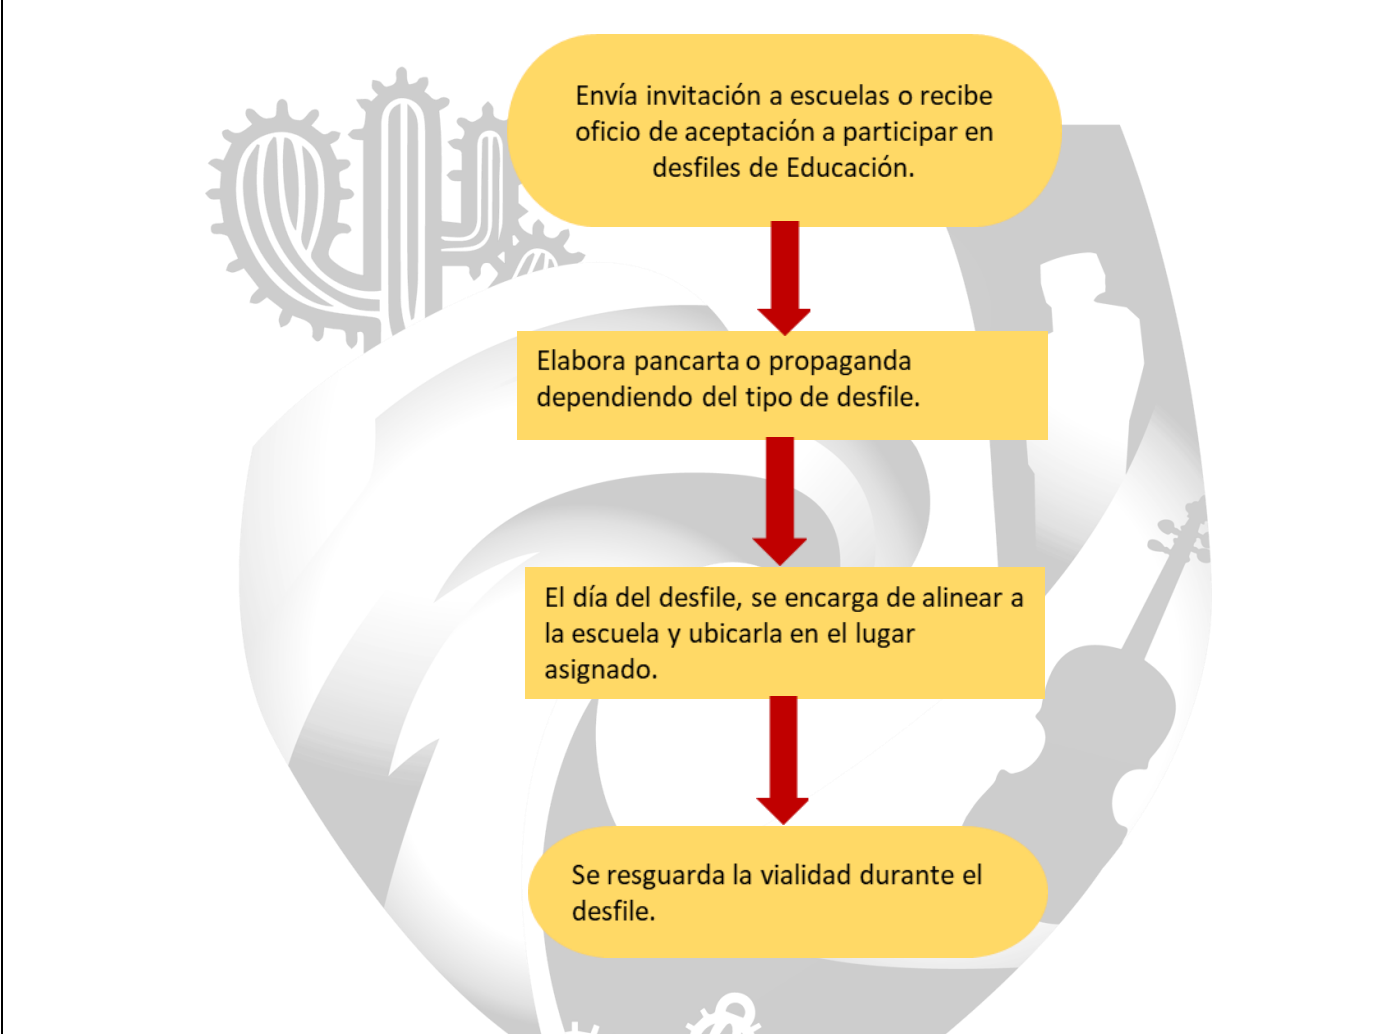 Envía invitación a escuelas o recibe
oficio de aceptación a participar en
desfiles de Educación.
Elabora pancarta o propaganda
dependiendo del tipo de desfile.
El día del desfile, se encarga de alinear a
la escuela y ubicarla en el lugar
asignado.
Se resguarda la vialidad durante el
desfile.